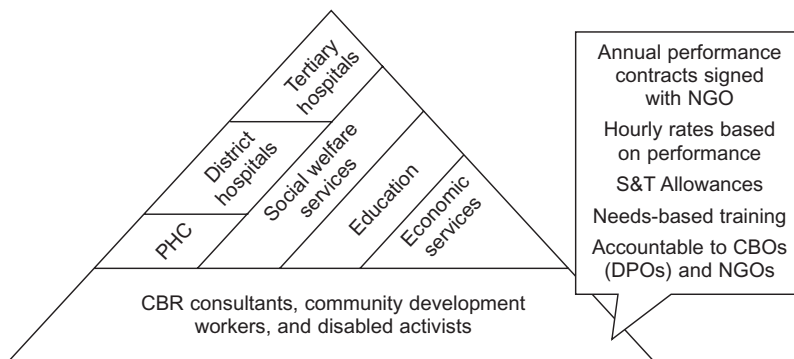 Tertiary
hospitals
District
hospitals
PHC
Social welfare
services
Education
Economic
services
CBR consultants, community development
workers, and disabled activists
Annual performance
contracts signed
with NGO
Hourly rates based
on performance
S&T Allowances
Needs-based training
Accountable to CBOs
(DPOs) and NGOs